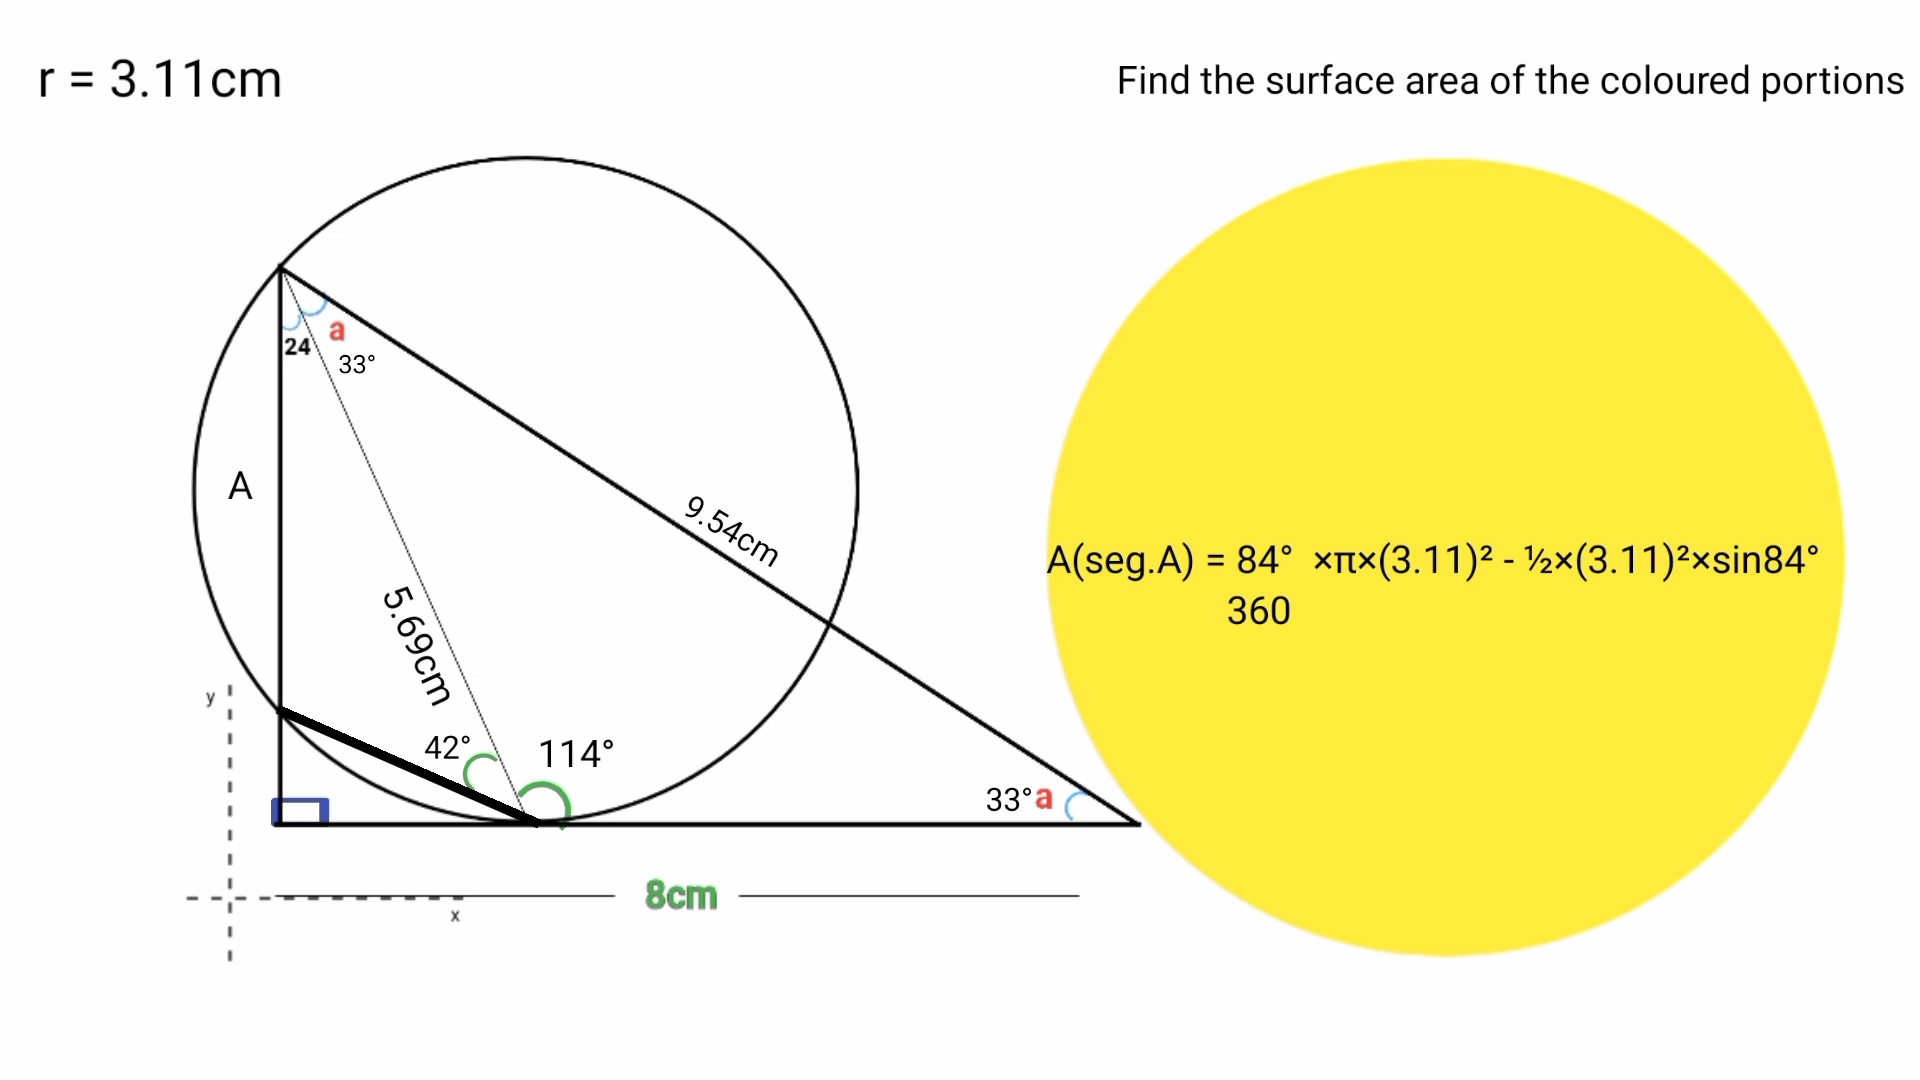 r = 3.11cm
Find the surface area of the coloured portions
a
24
33°
A
9.54cm
5.69cm
A(seg.A) = 84° ×π×(3.11)² - ½×(3.11)²×sin84°
360
y
42°
114°
33° a
8cm
x